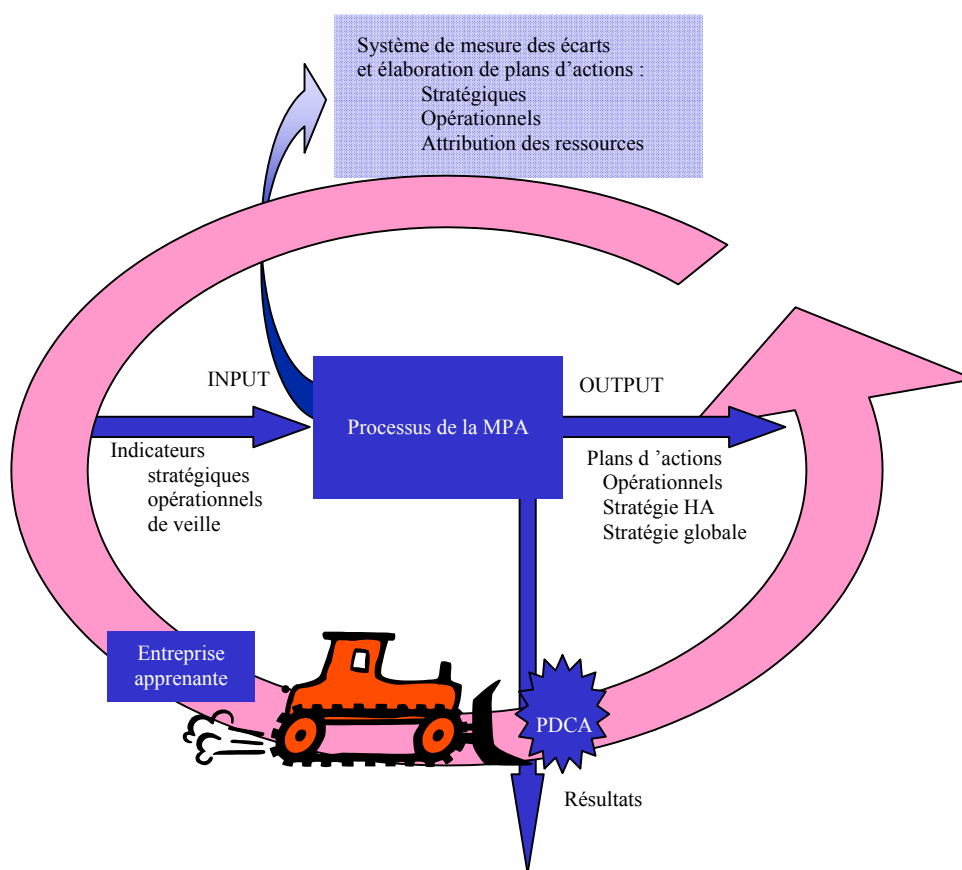 Système de mesure des écarts
et élaboration de plans d’actions :
Stratégiques
Opérationnels
Attribution des ressources
INPUT
OUTPUT
Processus de la MPA
Indicateurs
stratégiques
opérationnels
de veille
Plans d ’actions
Opérationnels
Stratégie HA
Stratégie globale
Entreprise
apprenante
PDCA
Résultats